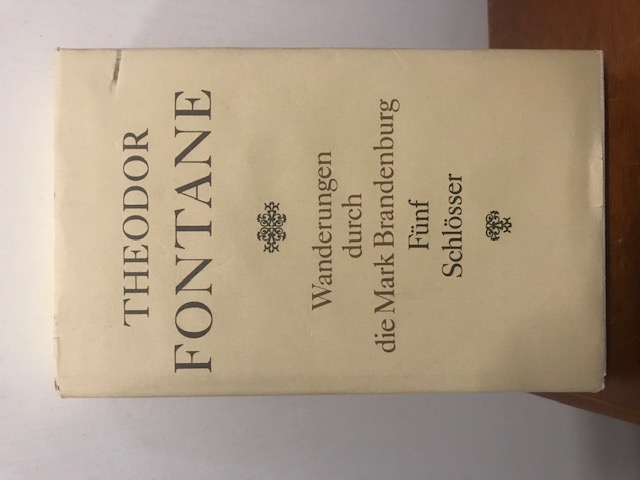 THEODOR
FONTANE
Wanderungen
durch
die Mark Brandenburg
Fünf
Schlösser